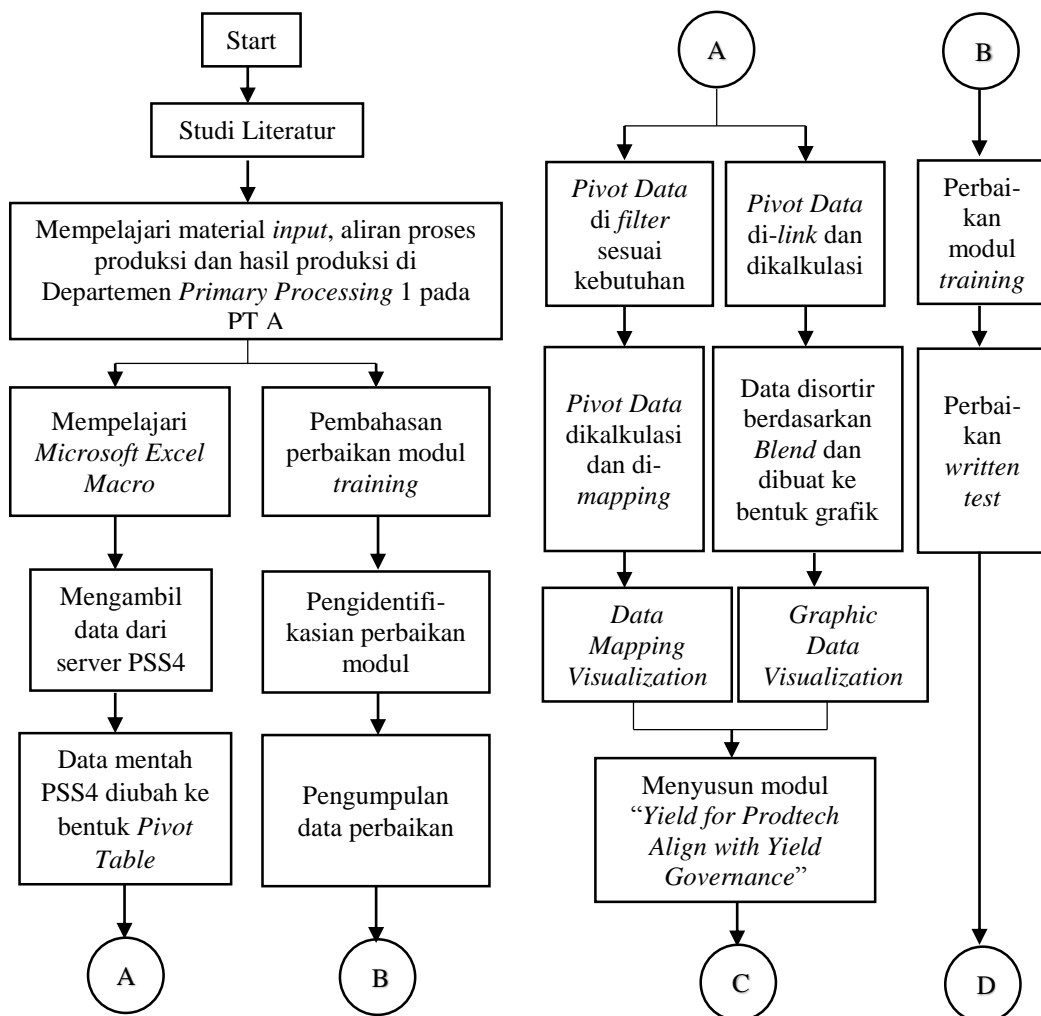 Start
Studi Literatur
Mempelajari material input, aliran proses
produksi dan hasil produksi di
Departemen Primary Processing 1 pada
PT A
Mempelajari
Microsoft Excel
Macro
Mengambil
data dari
server PSS4
Data mentah
PSS4 diubah ke
bentuk Pivot
Table
A
Pembahasan
perbaikan modul
training
Pengidentifi-
kasian perbaikan
modul
Pengumpulan
data perbaikan
B
A
Pivot Data
di filter
sesuai
kebutuhan
Pivot Data
dikalkulasi
dan di-
mapping
Data
Mapping
Visualization
Pivot Data
di-link dan
dikalkulasi
Data disortir
berdasarkan
Blend dan
dibuat ke
bentuk grafik
Graphic
Data
Visualization
Menyusun modul
“Yield for Prodtech
Align with Yield
Governance”
C
B
Perbai-
kan
modul
training
Perbai-
kan
written
test
D